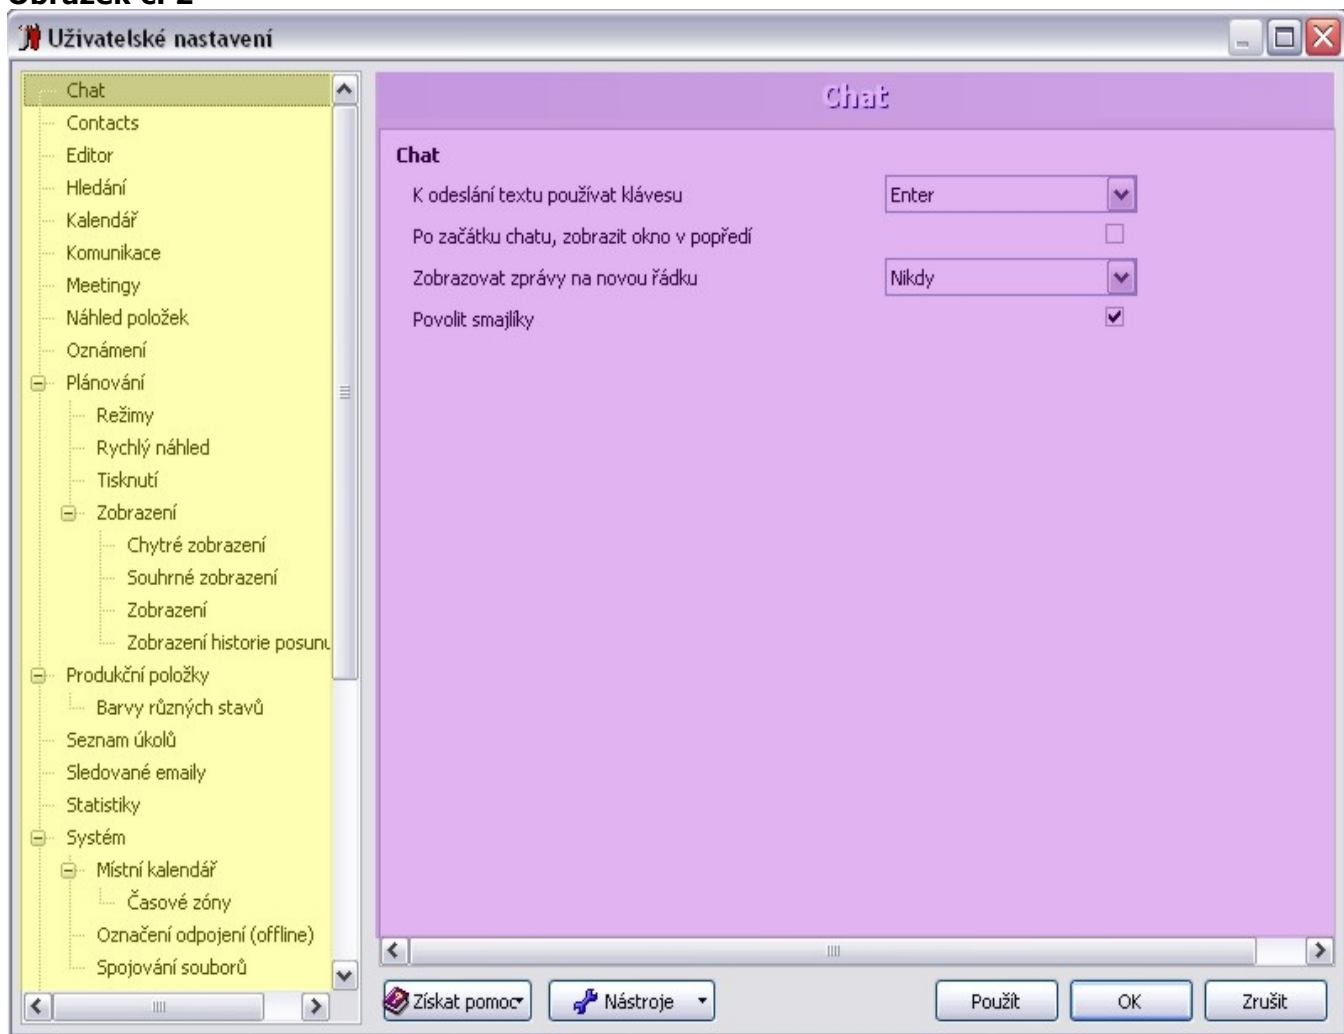 Obrázek č. 2
Uživatelské nastavení
Chat
Contacts
Editor
Hledání
Kalendář
Komunikace
Meetingy
Náhled položek
Oznámení
Plánování
Režimy
Rychlý náhled
Tisknutí
Zobrazení
Chytré zobrazení
Souhrné zobrazení
Zobrazení
Zobrazení historie posunu
Produkční položky
Barvy různých stavů
Seznam úkolů
Sledované emaily
Statistiky
Systém
Místní kalendář
Časové zóny
Označení odpojení (offline)
Spojování souborů
Chat
Chat
K odeslání textu používat klávesu Enter
Po začátku chatu, zobrazit okno v popředí
Zobrazovat zprávy na novou řádku Nikdy
Povolit smajlíky
Získat pomoc Nástroje Použít OK Zrušit